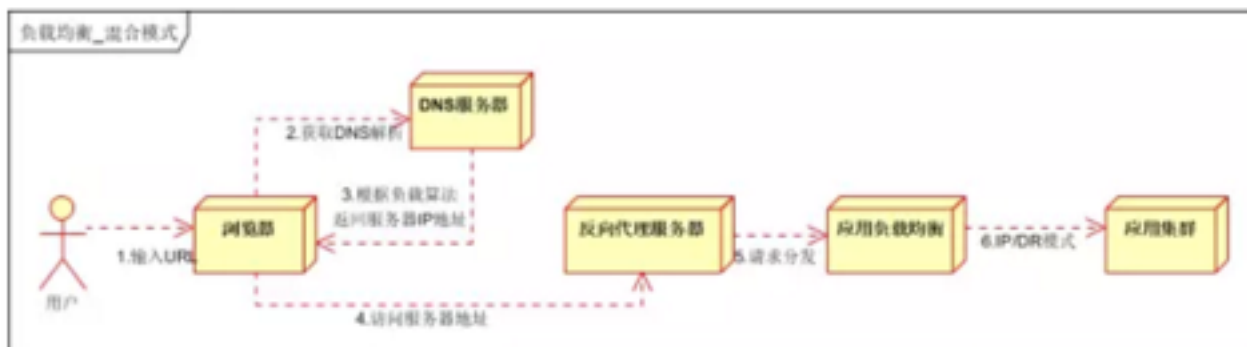 负载均衡_混合模式
DNS服务器
2.获取DNS解析
3.根据负载算法
返回服务器IP地址
浏览器
反向代理服务器
应用负载均衡
应用集群
1.输入URL
5.请求分发
6.IP/DR模式
用户
4.访问服务器地址